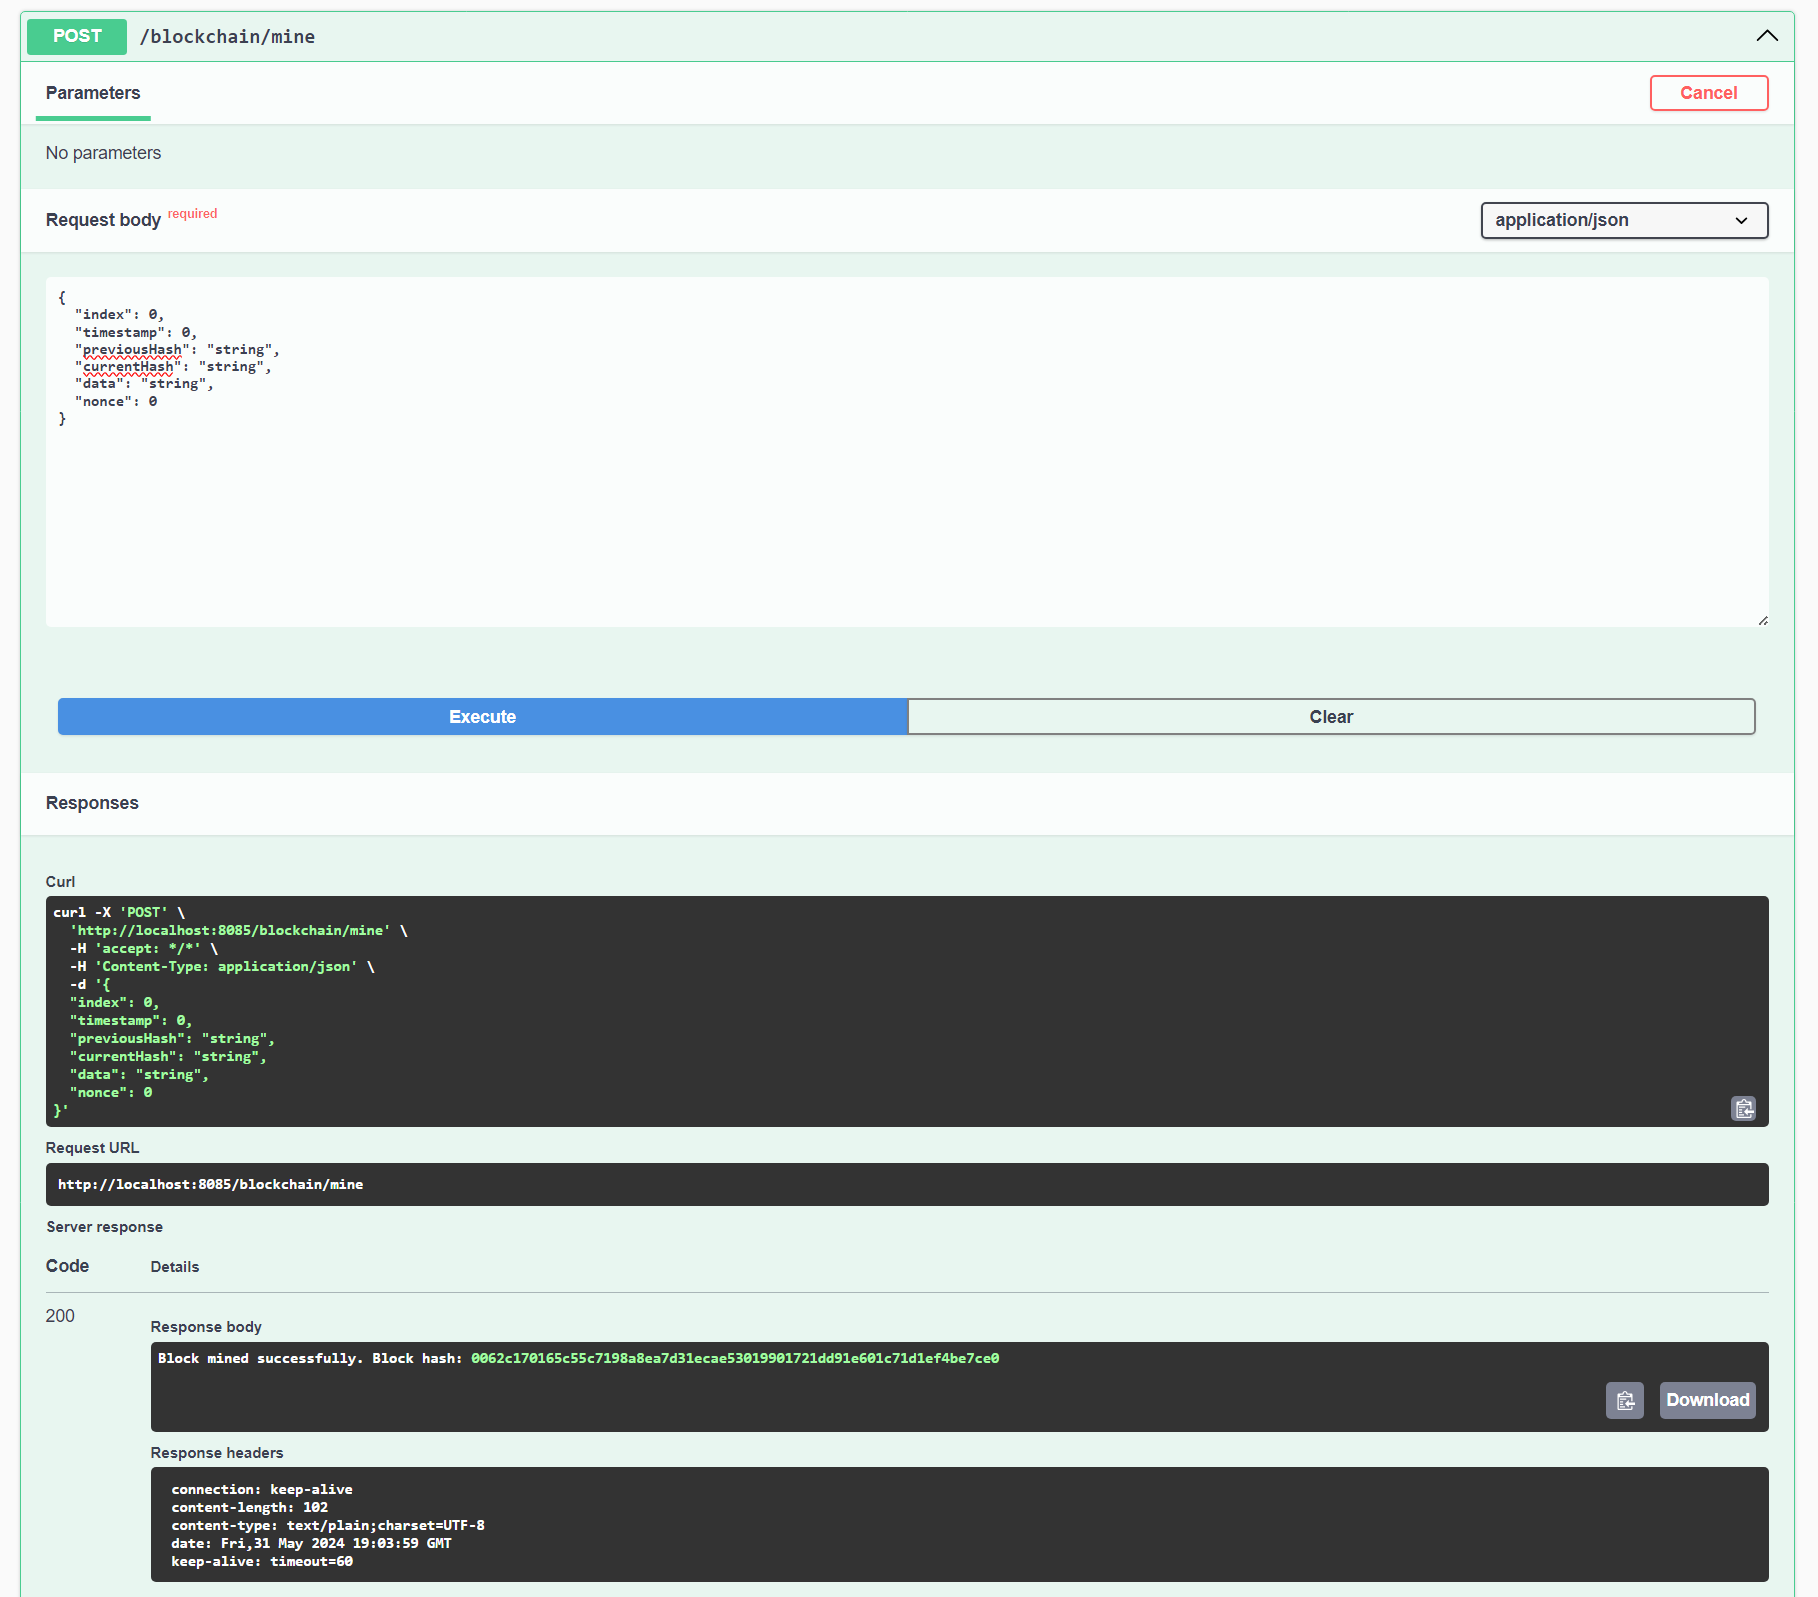 POST /blockchain/mine
Parameters
Cancel
No parameters
Request body required
application/json
{
  "index": 0,
  "timestamp": 0,
  "previousHash": "string",
  "currentHash": "string",
  "data": "string",
  "nonce": 0
}
Execute
Clear
Responses
Curl
curl -X 'POST' \
  'http://localhost:8085/blockchain/mine' \
  -H 'accept: */*' \
  -H 'Content-Type: application/json' \
  -d '{
  "index": 0,
  "timestamp": 0,
  "previousHash": "string",
  "currentHash": "string",
  "data": "string",
  "nonce": 0
}'
Request URL
http://localhost:8085/blockchain/mine
Server response
Code Details
200
Response body
Block mined successfully. Block hash: 0062c170165c55c7198a8ea7d31ecae53019901721dd91e601c71d1ef4be7ce0
Download
Response headers
connection: keep-alive
content-length: 102
content-type: text/plain;charset=UTF-8
date: Fri,31 May 2024 19:03:59 GMT
keep-alive: timeout=60